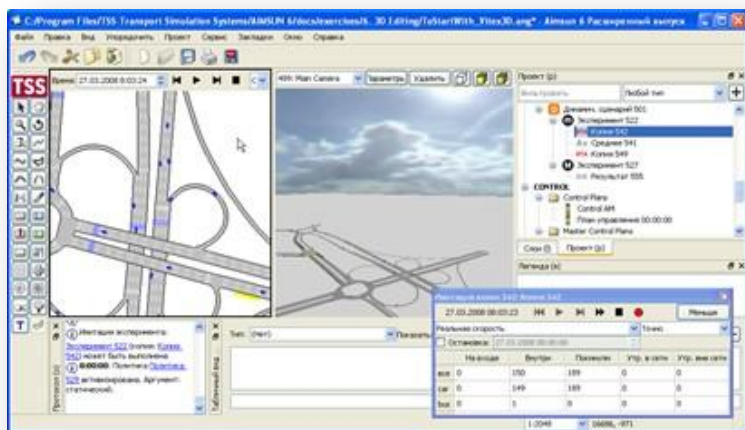 C:/Program Files/TSS-Transport Simulation Systems/AIMSUN 6/docs/exercises/6. 3D Editing/ToStartWith_Vitex3D.ang* - Aimsun 6 Расширенный выпуск
Файл Правка Вид Упорядочить Проект Сервис Закладки Окно Справка
TSS
Время: 27.03.2008 8:03:24
499: Main Camera Параметры Удалить
Проект (p)
Фильтровать Любой тип
Динамич. сценарий 501
Эксперимент 522
Копия 542
Среднее 541
Копия 549
Эксперимент 527
Результат 555
CONTROL
Control Plans
Control AM
План управления 00:00:00
Master Control Plans
Слои Проект (p)
Легенда (s)
Имитация копии 542: Копия 542
27.03.2008 08:03:23 Меньше
Реальная скорость Точно
Остановка: 27.03.2008 00:00:00
На входе Внутри Покинули Утр. в сети Утр. вне сети
все 0 150 189 0 0
car 0 149 189 0 0
bus 0 1 0 0 0
Протокол (p)
Имитация эксперимента:
Эксперимент 522 (копия: Копия
542) может быть выполнена
0:00:00. Политика Политика
529 активизирована. Аргумент:
статический.
Табличный вид
Тип: (Нет) Показать
1:2048 16686, -971